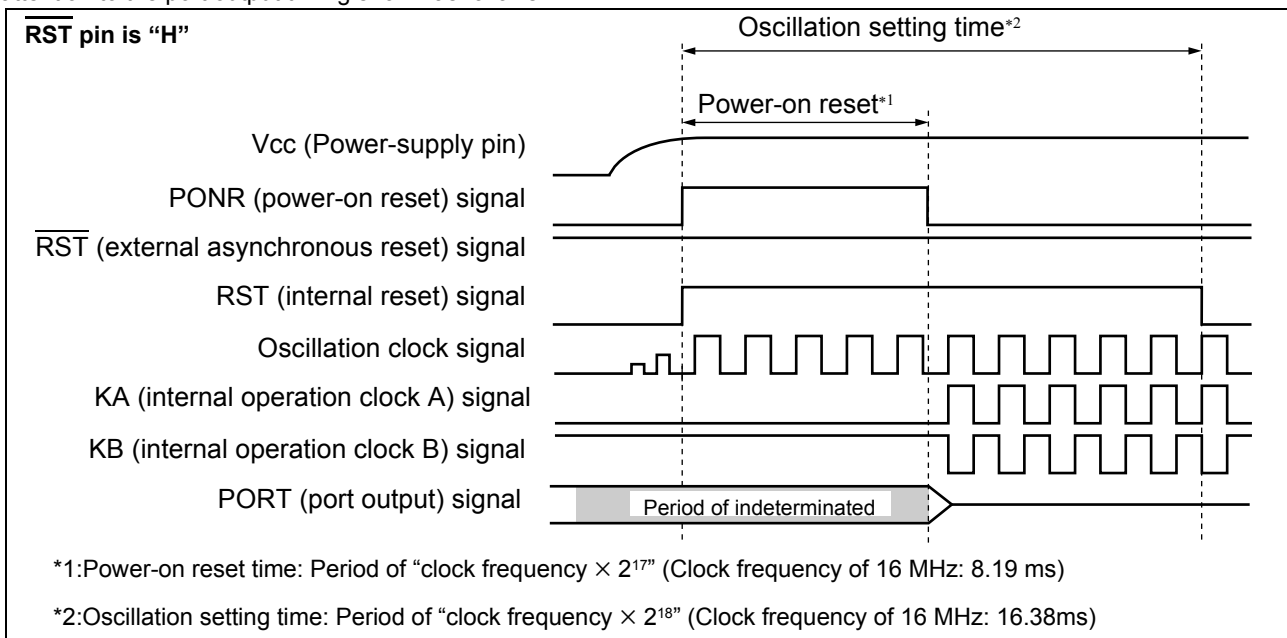 RST pin is “H”
Oscillation setting time*2
Power-on reset*1
Vcc (Power-supply pin)
PONR (power-on reset) signal
RST (external asynchronous reset) signal
RST (internal reset) signal
Oscillation clock signal
KA (internal operation clock A) signal
KB (internal operation clock B) signal
PORT (port output) signal
Period of indeterminated
*1:Power-on reset time: Period of “clock frequency × 2¹⁷” (Clock frequency of 16 MHz: 8.19 ms)
*2:Oscillation setting time: Period of “clock frequency × 2¹⁸” (Clock frequency of 16 MHz: 16.38ms)